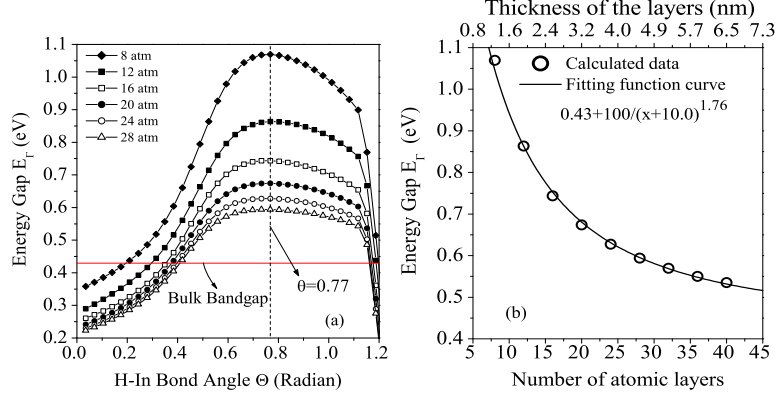 1.1
1.0
0.9
0.8
0.7
0.6
0.5
0.4
0.3
0.2
Energy Gap E_Γ (eV)
8 atm
12 atm
16 atm
20 atm
24 atm
28 atm
Bulk Bandgap
θ=0.77
(a)
0.0 0.2 0.4 0.6 0.8 1.0 1.2
H-In Bond Angle Θ (Radian)
Thickness of the layers (nm)
0.8 1.6 2.4 3.2 4.0 4.9 5.7 6.5 7.3
1.1
1.0
0.9
0.8
0.7
0.6
0.5
0.4
Energy Gap E_Γ (eV)
Calculated data
Fitting function curve
0.43+100/(x+10.0)^1.76
(b)
5 10 15 20 25 30 35 40 45
Number of atomic layers